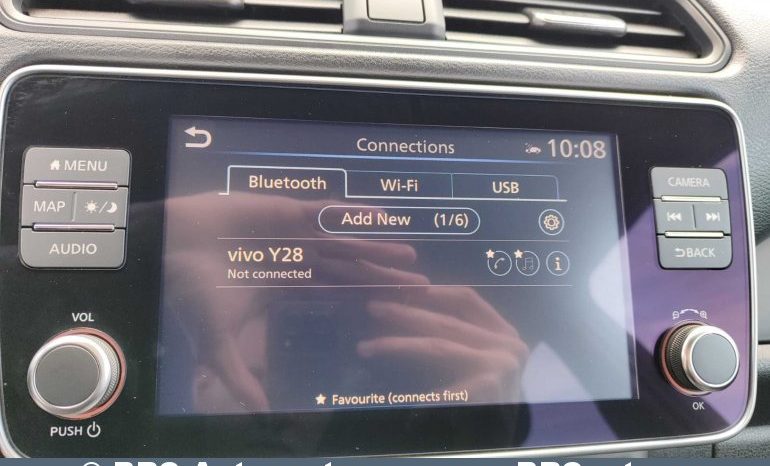 MENU
MAP
AUDIO
VOL
PUSH
Connections
10:08
Bluetooth
Wi-Fi
USB
Add New (1/6)
vivo Y28
Not connected
i
Favourite (connects first)
CAMERA
BACK
OK